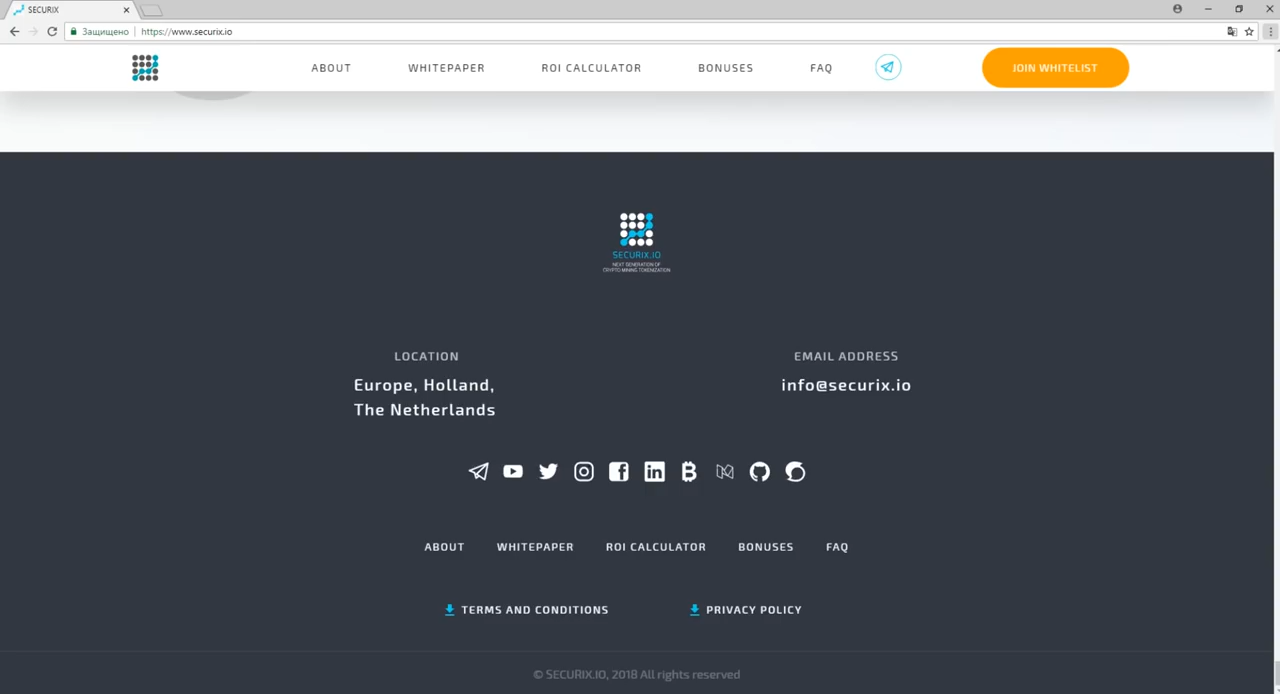 SECURIX
Защищено
https://www.securix.io
ABOUT
WHITEPAPER
ROI CALCULATOR
BONUSES
FAQ
JOIN WHITELIST
SECURIX.IO
NEXT GENERATION OF
CRYPTO MINING TOKENIZATION
LOCATION
Europe, Holland,
The Netherlands
EMAIL ADDRESS
info@securix.io
ABOUT
WHITEPAPER
ROI CALCULATOR
BONUSES
FAQ
TERMS AND CONDITIONS
PRIVACY POLICY
© SECURIX.IO, 2018 All rights reserved